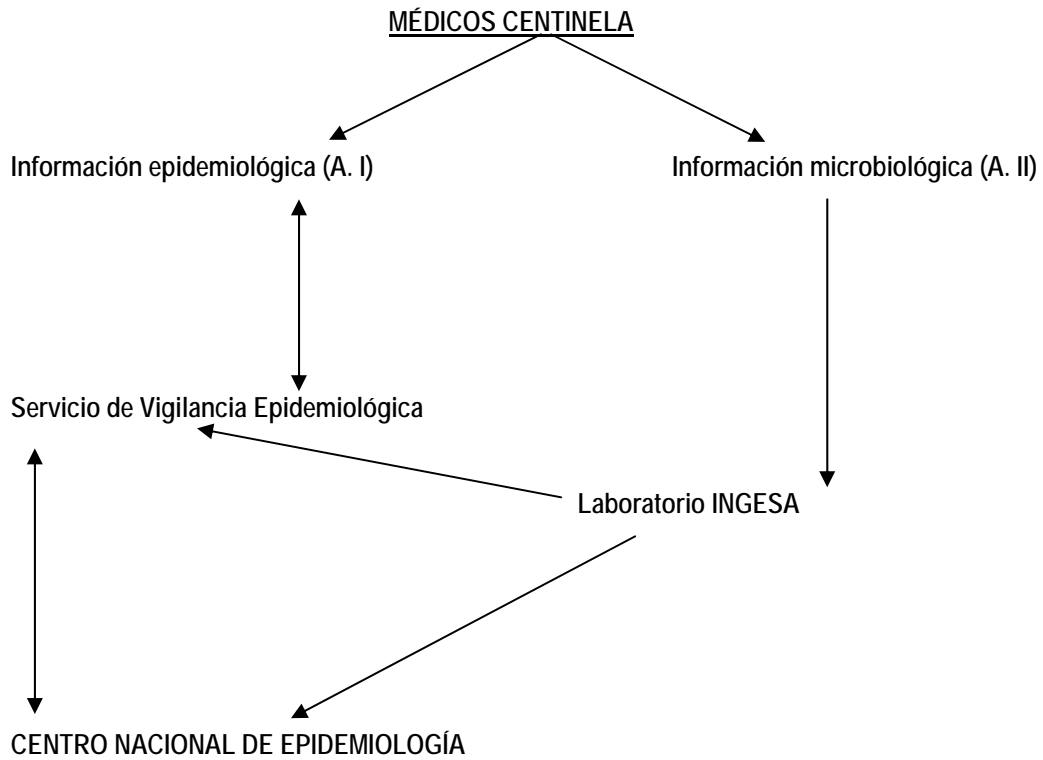 MÉDICOS CENTINELA
Información epidemiológica (A. I)
Información microbiológica (A. II)
Servicio de Vigilancia Epidemiológica
Laboratorio INGESA
CENTRO NACIONAL DE EPIDEMIOLOGÍA